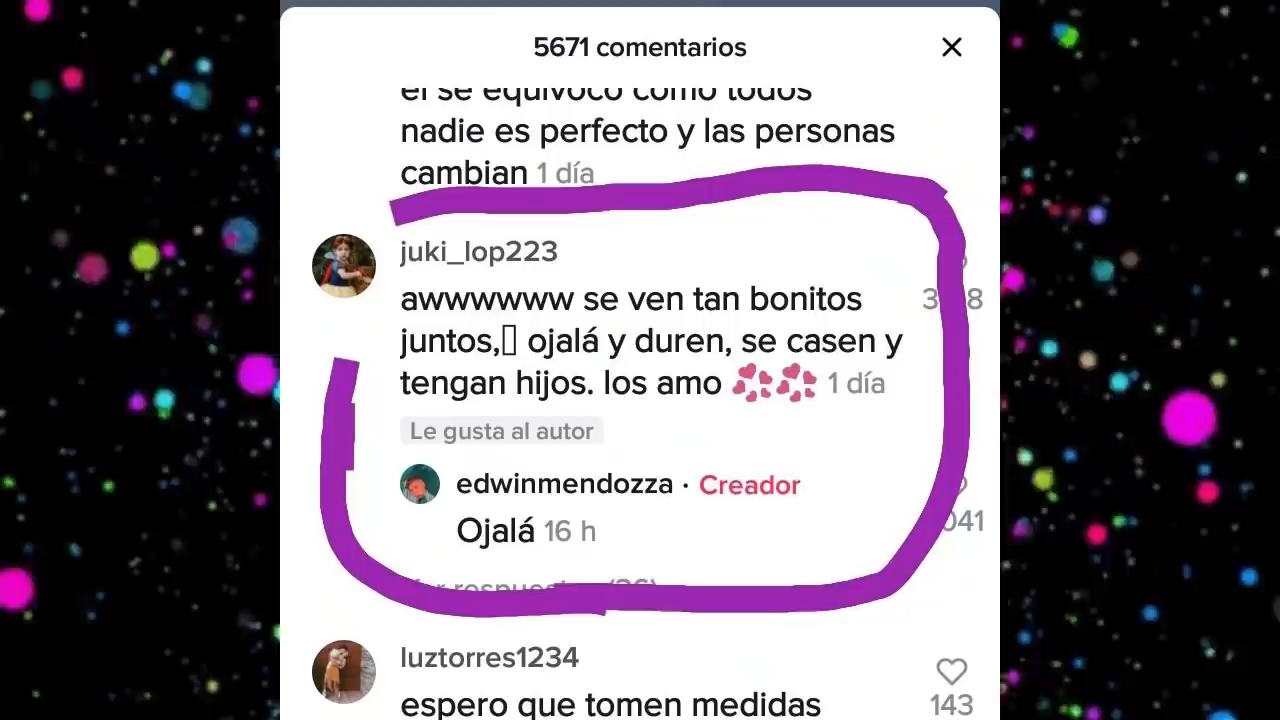 5671 comentarios
el se equivocó como todos
nadie es perfecto y las personas
cambian 1 día
juki_lop223
awwwwww se ven tan bonitos
juntos, ojalá y duren, se casen y
tengan hijos. los amo 💞💞 1 día
Le gusta al autor
edwinmendozza · Creador
Ojalá 16 h
luztorres1234
espero que tomen medidas
143